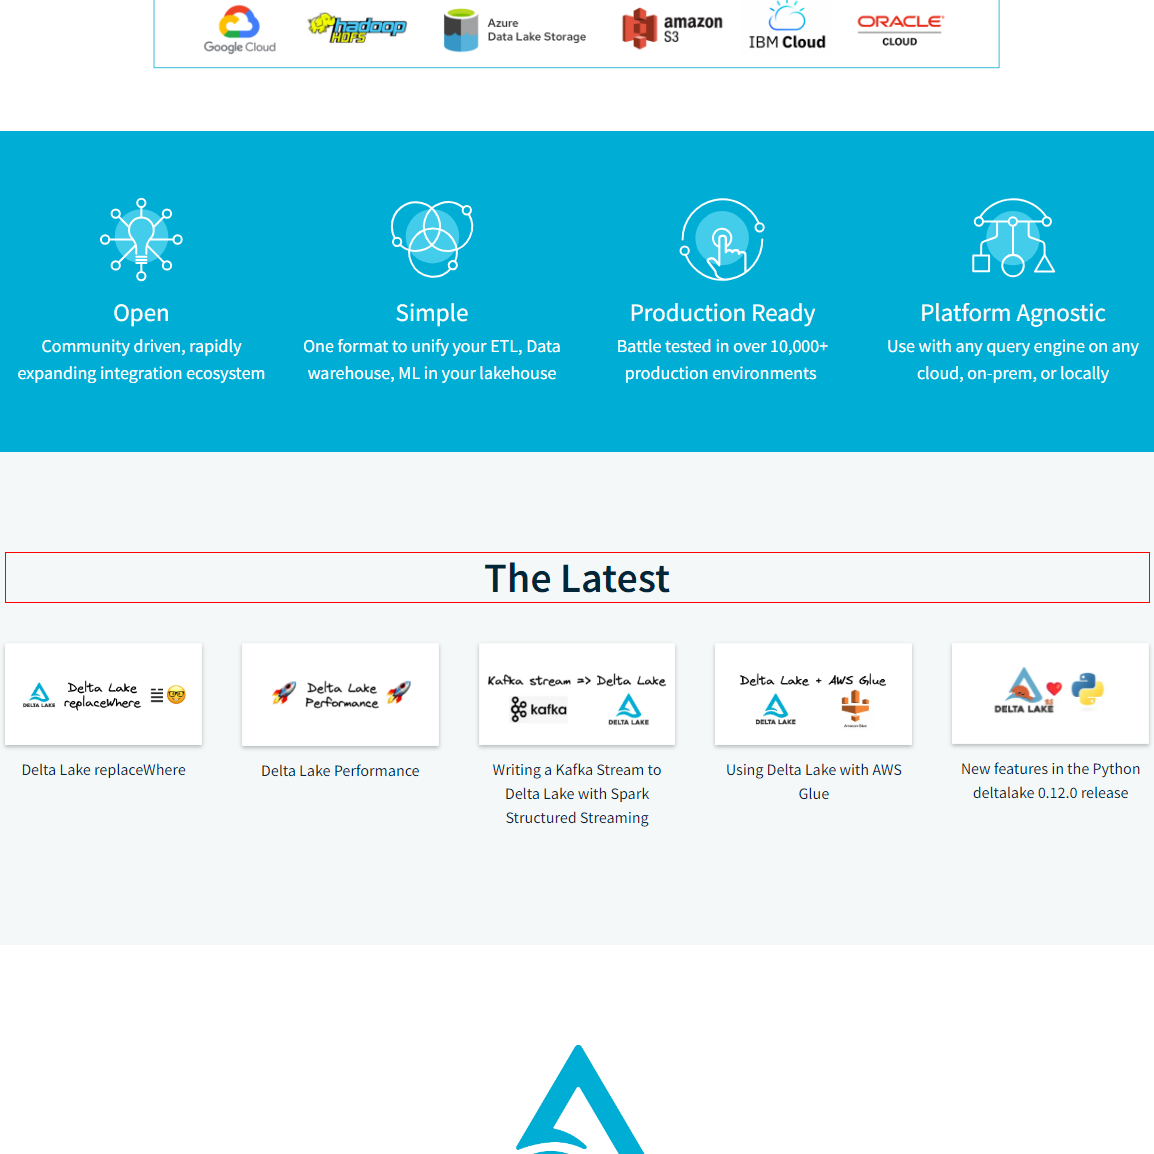 Google Cloud
hadoop
HDFS
Azure
Data Lake Storage
amazon
S3
IBM Cloud
ORACLE
CLOUD
Open
Community driven, rapidly
expanding integration ecosystem
Simple
One format to unify your ETL, Data
warehouse, ML in your lakehouse
Production Ready
Battle tested in over 10,000+
production environments
Platform Agnostic
Use with any query engine on any
cloud, on-prem, or locally
The Latest
DELTA LAKE
Delta Lake
replaceWhere
Delta Lake replaceWhere
Delta Lake
Performance
Delta Lake Performance
Kafka stream => Delta Lake
kafka
DELTA LAKE
Writing a Kafka Stream to
Delta Lake with Spark
Structured Streaming
Delta Lake + AWS Glue
DELTA LAKE
Amazon Glue
Using Delta Lake with AWS
Glue
DELTA LAKE
New features in the Python
deltalake 0.12.0 release